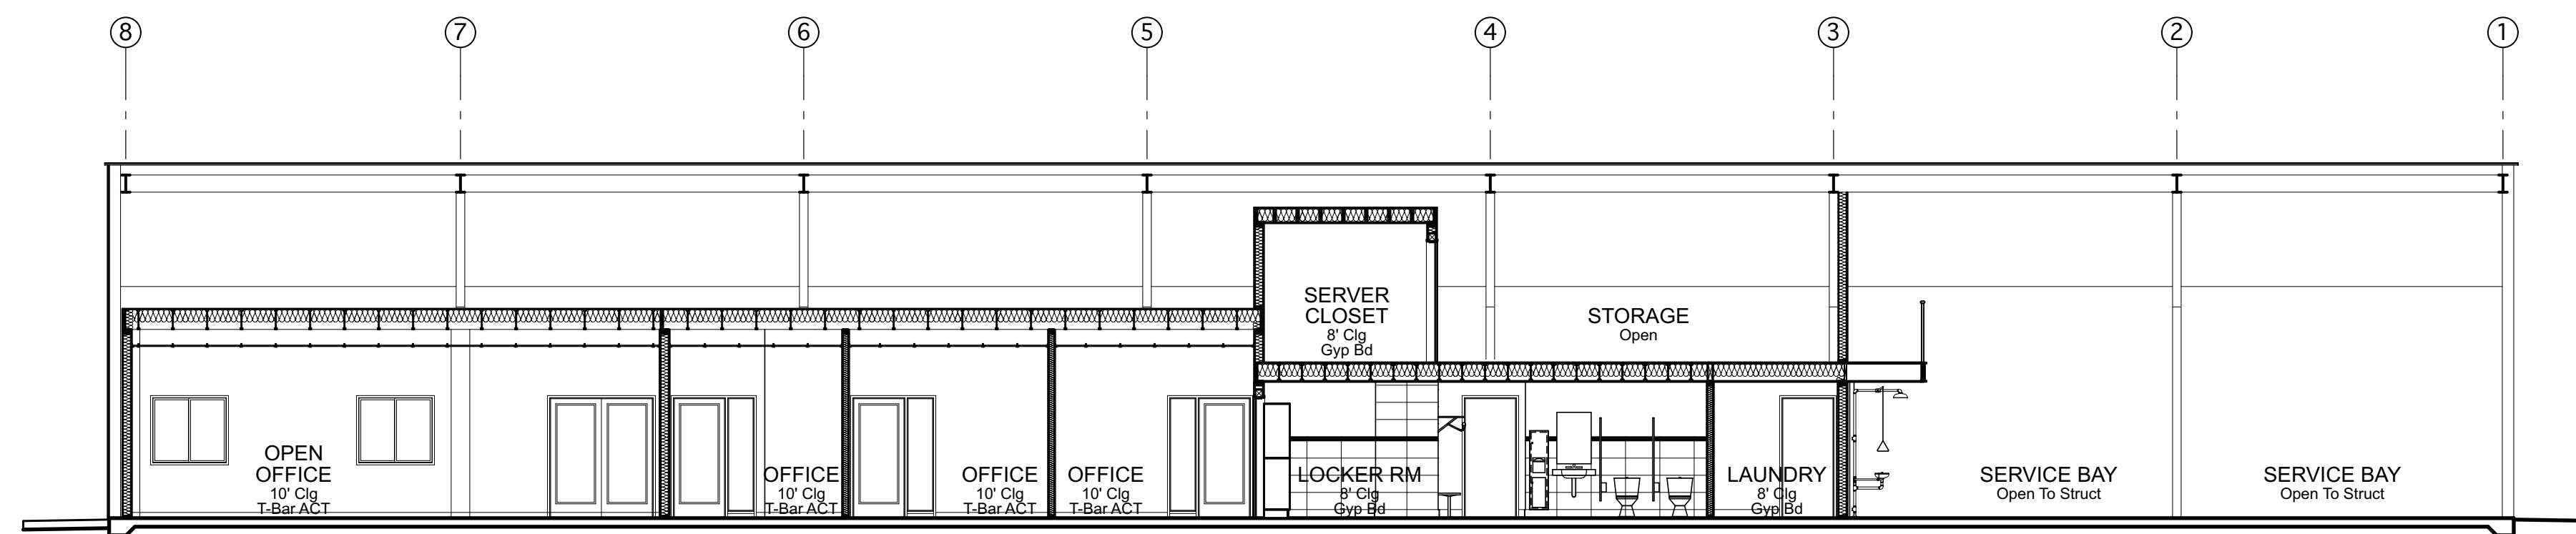 8 7 6 5 4 3 2 1
SERVER
CLOSET
8' Clg
Gyp Bd
STORAGE
Open
OPEN
OFFICE
10' Clg
T-Bar ACT
OFFICE
10' Clg
T-Bar ACT
OFFICE
10' Clg
T-Bar ACT
OFFICE
10' Clg
T-Bar ACT
LOCKER RM
8' Clg
Gyp Bd
LAUNDRY
8' Clg
Gyp Bd
SERVICE BAY
Open To Struct
SERVICE BAY
Open To Struct